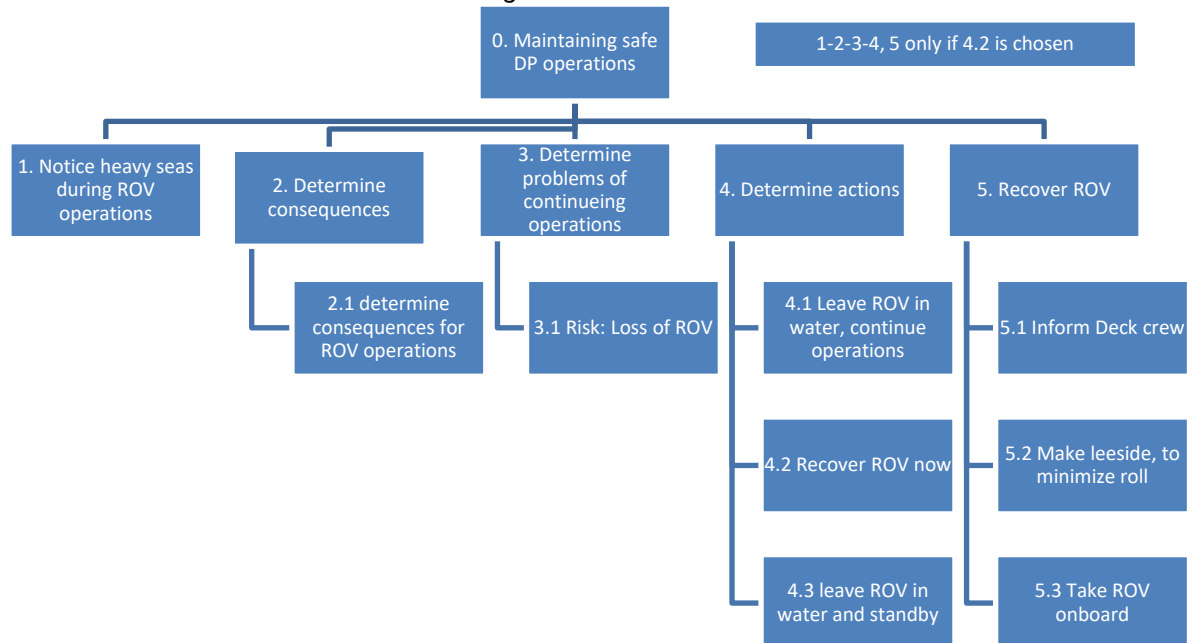 0. Maintaining safe
DP operations
1-2-3-4, 5 only if 4.2 is chosen
1. Notice heavy seas
during ROV
operations
2. Determine
consequences
3. Determine
problems of
continueing
operations
4. Determine actions
5. Recover ROV
2.1 determine
consequences for
ROV operations
3.1 Risk: Loss of ROV
4.1 Leave ROV in
water, continue
operations
5.1 Inform Deck crew
4.2 Recover ROV now
5.2 Make leeside, to
minimize roll
4.3 leave ROV in
water and standby
5.3 Take ROV
onboard